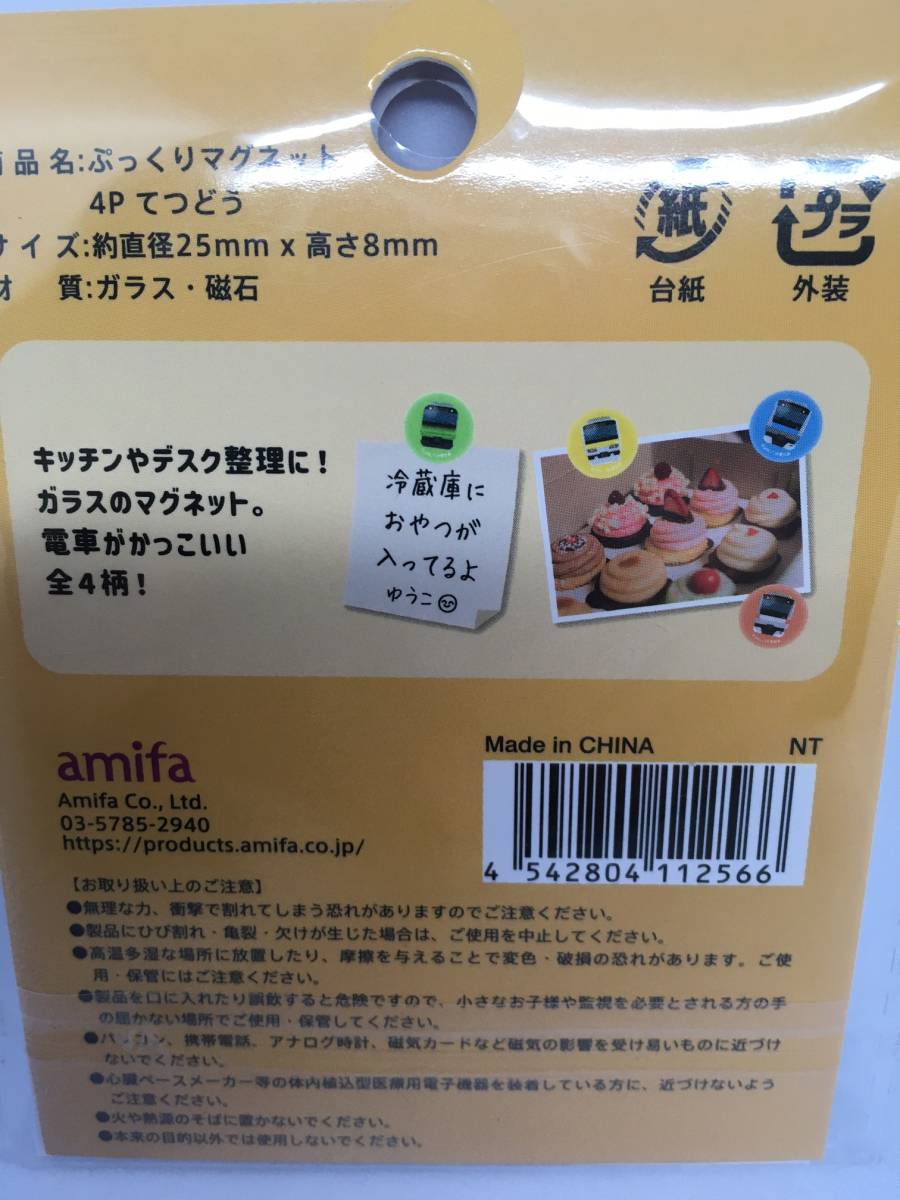 品名:ぷっくりマグネット
4P てつどう
サイズ:約直径25mm x 高さ8mm
材 質:ガラス・磁石
紙
台紙
プラ
外装
キッチンやデスク整理に!
ガラスのマグネット。
電車がかっこいい
全4柄!
冷蔵庫に
おやつが
入ってるよ
ゆうこ
amifa
Amifa Co., Ltd.
03-5785-2940
https://products.amifa.co.jp/
Made in CHINA NT
4 542804 112566
【お取り扱い上のご注意】
●無理な力、衝撃で割れてしまう恐れがありますのでご注意ください。
●製品にひび割れ・亀裂・欠けが生じた場合は、ご使用を中止してください。
●高温多湿な場所に放置したり、摩擦を与えることで変色・破損の恐れがあります。ご使
用・保管にはご注意ください。
●製品を口に入れたり誤飲すると危険ですので、小さなお子様や監視を必要とされる方の手
の届かない場所でご使用・保管してください。
●パソコン、携帯電話、アナログ時計、磁気カードなど磁気の影響を受け易いものに近づけ
ないでください。
●心臓ペースメーカー等の体内植込型医療用電子機器を装着している方に、近づけないよう
ご注意ください。
●火や熱源のそばに置かないでください。
●本来の目的以外では使用しないでください。